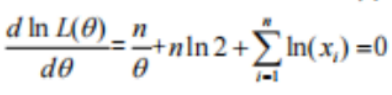 d ln L(θ)/dθ = n/θ + n ln 2 + ∑_{i=1}^{n} ln(x_i) = 0